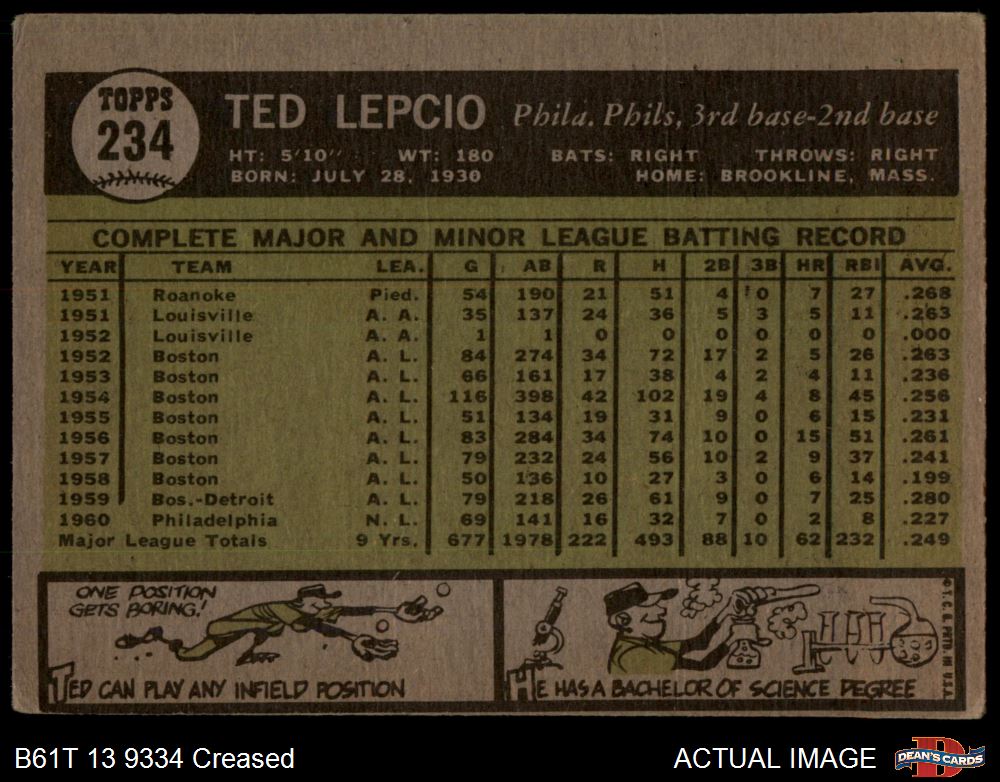 TOPPS
234
TED LEPCIO Phila. Phils, 3rd base-2nd base
HT: 5'10" WT: 180 BATS: RIGHT THROWS: RIGHT
BORN: JULY 28, 1930 HOME: BROOKLINE, MASS.
COMPLETE MAJOR AND MINOR LEAGUE BATTING RECORD
YEAR TEAM LEA. G AB R H 2B 3B HR RBI AVG.
1951 Roanoke Pied. 54 190 21 51 4 0 7 27 .268
1951 Louisville A. A. 35 137 24 36 5 3 5 11 .263
1952 Louisville A. A. 1 1 0 0 0 0 0 0 .000
1952 Boston A. L. 84 274 34 72 17 2 5 26 .263
1953 Boston A. L. 66 161 17 38 4 2 4 11 .236
1954 Boston A. L. 116 398 42 102 19 4 8 45 .256
1955 Boston A. L. 51 134 19 31 9 0 6 15 .231
1956 Boston A. L. 83 284 34 74 10 0 15 51 .261
1957 Boston A. L. 79 232 24 56 10 2 9 37 .241
1958 Boston A. L. 50 136 10 27 3 0 6 14 .199
1959 Bos.-Detroit A. L. 79 218 26 61 9 0 7 25 .280
1960 Philadelphia N. L. 69 141 16 32 7 0 2 8 .227
Major League Totals 9 Yrs. 677 1978 222 493 88 10 62 232 .249
ONE POSITION
GETS BORING!
TED CAN PLAY ANY INFIELD POSITION
HE HAS A BACHELOR OF SCIENCE DEGREE
© T. C. G. PRTD. IN U.S.A.
B61T 13 9334 Creased
ACTUAL IMAGE
D
DEAN'S CARDS